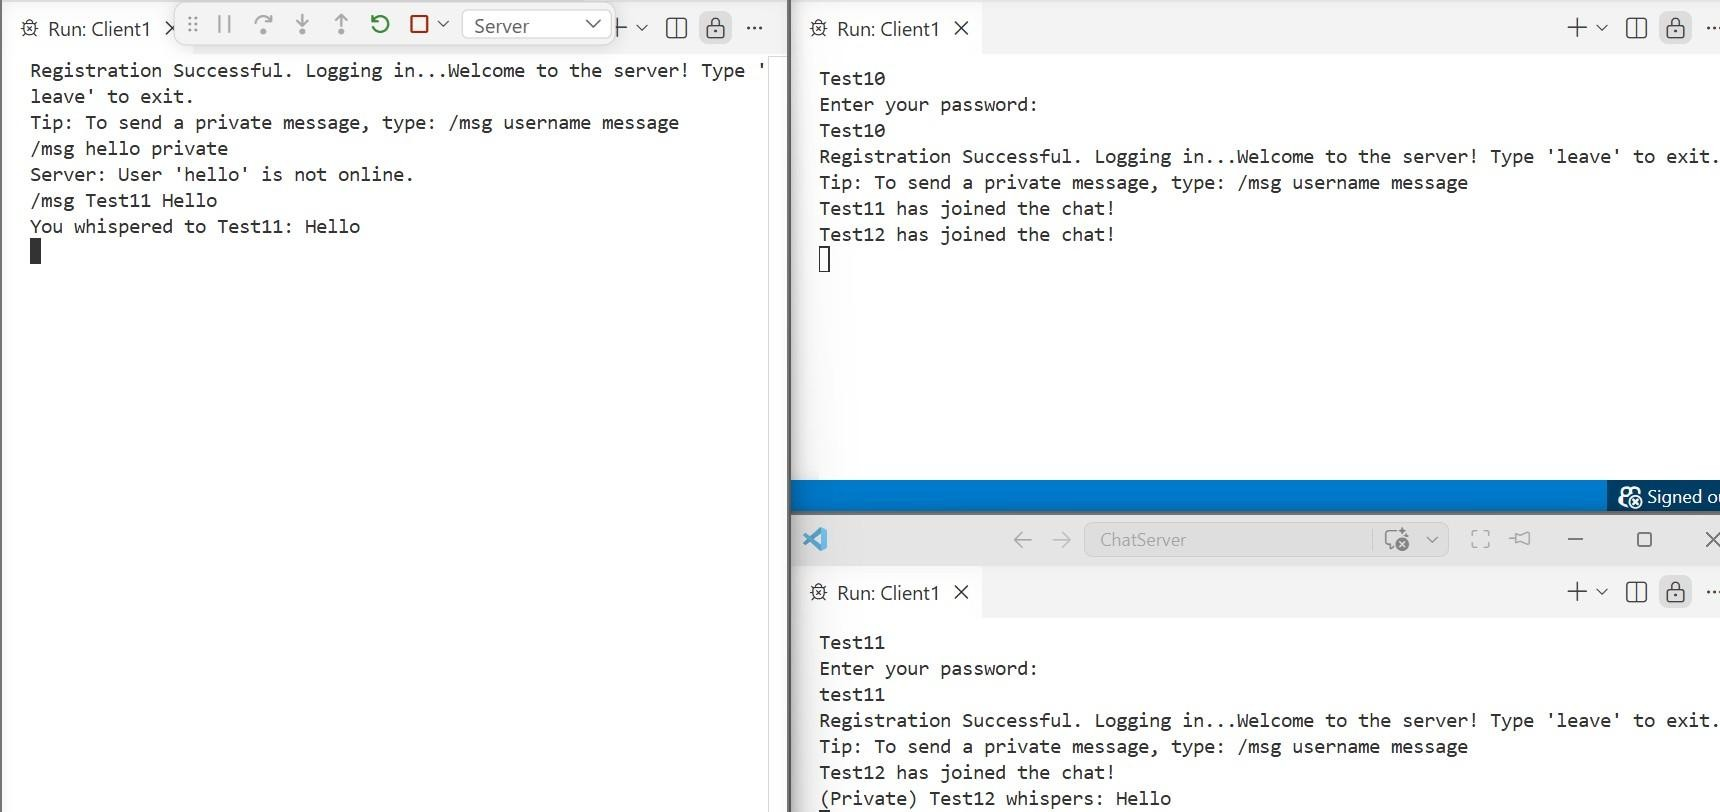 Run: Client1
Server
Registration Successful. Logging in...Welcome to the server! Type '
leave' to exit.
Tip: To send a private message, type: /msg username message
/msg hello private
Server: User 'hello' is not online.
/msg Test11 Hello
You whispered to Test11: Hello
Run: Client1
Test10
Enter your password:
Test10
Registration Successful. Logging in...Welcome to the server! Type 'leave' to exit.
Tip: To send a private message, type: /msg username message
Test11 has joined the chat!
Test12 has joined the chat!
Signed
ChatServer
Run: Client1
Test11
Enter your password:
test11
Registration Successful. Logging in...Welcome to the server! Type 'leave' to exit.
Tip: To send a private message, type: /msg username message
Test12 has joined the chat!
(Private) Test12 whispers: Hello